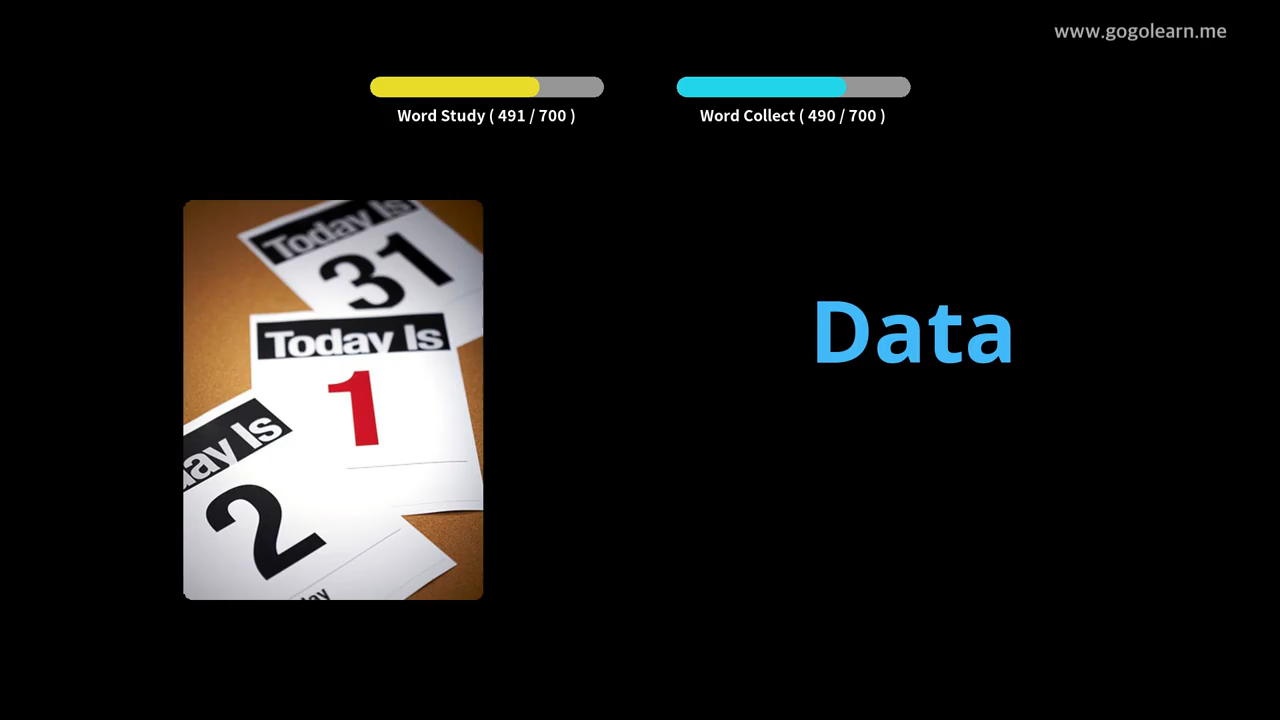 www.gogolearn.me
Word Study ( 491 / 700 )
Word Collect ( 490 / 700 )
Today Is
31
Today Is
1
ay Is
2
Data